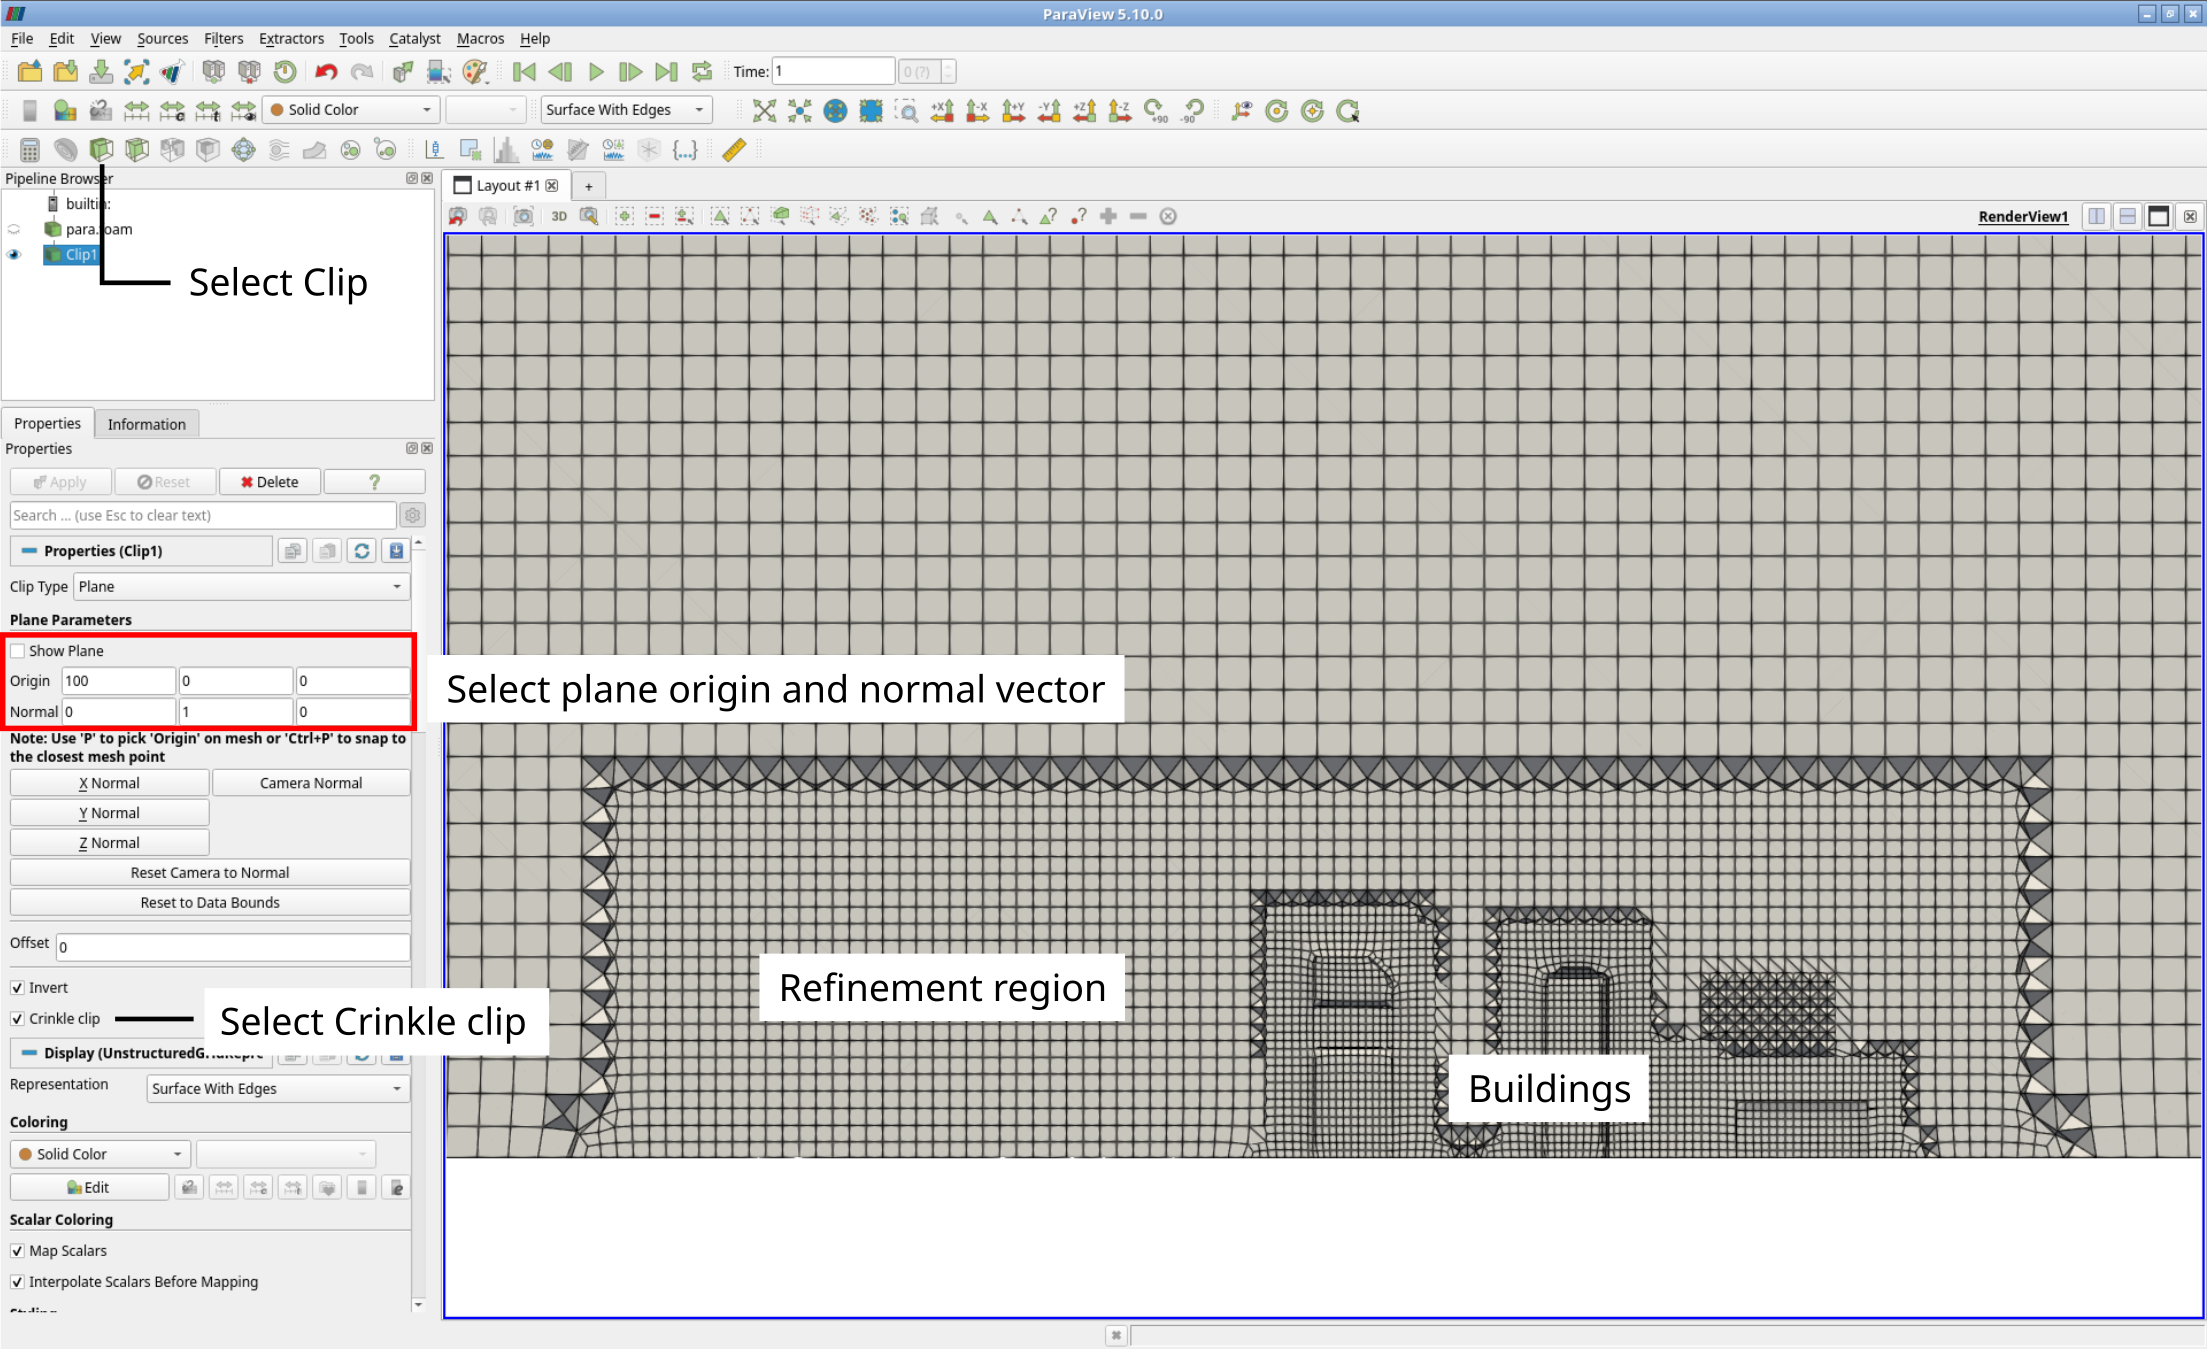 ParaView 5.10.0
File Edit View Sources Filters Extractors Tools Catalyst Macros Help
Time: 1 0 (?)
Solid Color Surface With Edges +X -X +Y -Y +Z -Z +90 -90
Pipeline Browser
builtin:
para.foam
Clip1
Select Clip
Layout #1 +
3D
RenderView1
Properties Information
Properties
Apply Reset Delete ?
Search ... (use Esc to clear text)
Properties (Clip1)
Clip Type Plane
Plane Parameters
Show Plane
Origin 100 0 0
Normal 0 1 0
Select plane origin and normal vector
Note: Use 'P' to pick 'Origin' on mesh or 'Ctrl+P' to snap to
the closest mesh point
X Normal Camera Normal
Y Normal
Z Normal
Reset Camera to Normal
Reset to Data Bounds
Offset 0
Invert
Crinkle clip
Select Crinkle clip
Refinement region
Buildings
Display (UnstructuredGridRepre
Representation Surface With Edges
Coloring
Solid Color
Edit
Scalar Coloring
Map Scalars
Interpolate Scalars Before Mapping
Styling